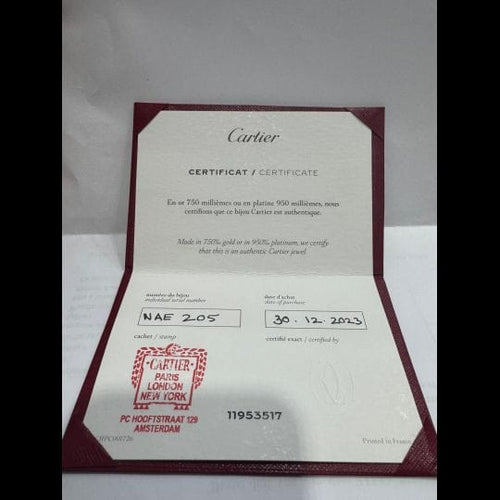 Cartier
CERTIFICAT / CERTIFICATE
En or 750 millièmes ou en platine 950 millièmes, nous
certifions que ce bijou Cartier est authentique.
Made in 750‰ gold or in 950‰ platinum, we certify
that this is an authentic Cartier jewel
numéro du bijou
individual serial number
date d'achat
date of purchase
NAE 205
30.12.2023
cachet / stamp
certifié exact / certified by
CARTIER
PARIS
LONDON
NEW YORK
PC HOOFTSTRAAT 129
AMSTERDAM
11953517
Printed in France